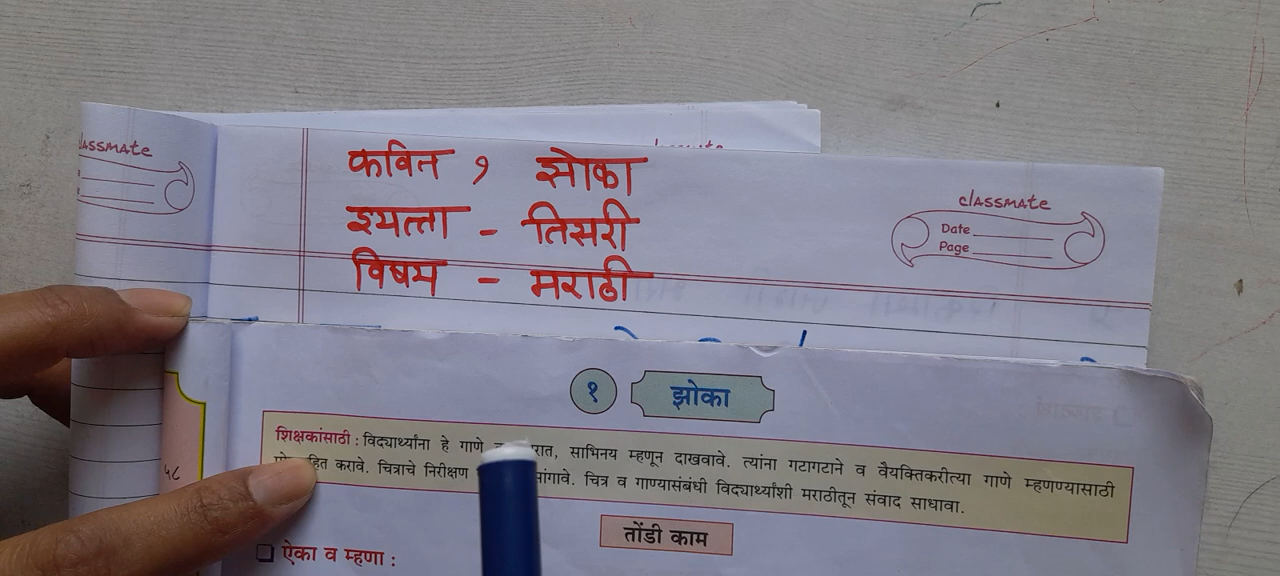 classmate
कवित १ झोका
इयत्ता - तिसरी
विषम - मराठी
classmate
Date
Page
१ झोका
शिक्षकांसाठी : विद्यार्थ्यांना हे गाणे साभिनय म्हणून दाखवावे. त्यांना गटागटाने व वैयक्तिकरीत्या गाणे म्हणण्यासाठी
करावे. चित्राचे निरीक्षण चित्र व गाण्यासंबंधी विद्यार्थ्यांशी मराठीतून संवाद साधावा.
५८
तोंडी काम
ऐका व म्हणा :